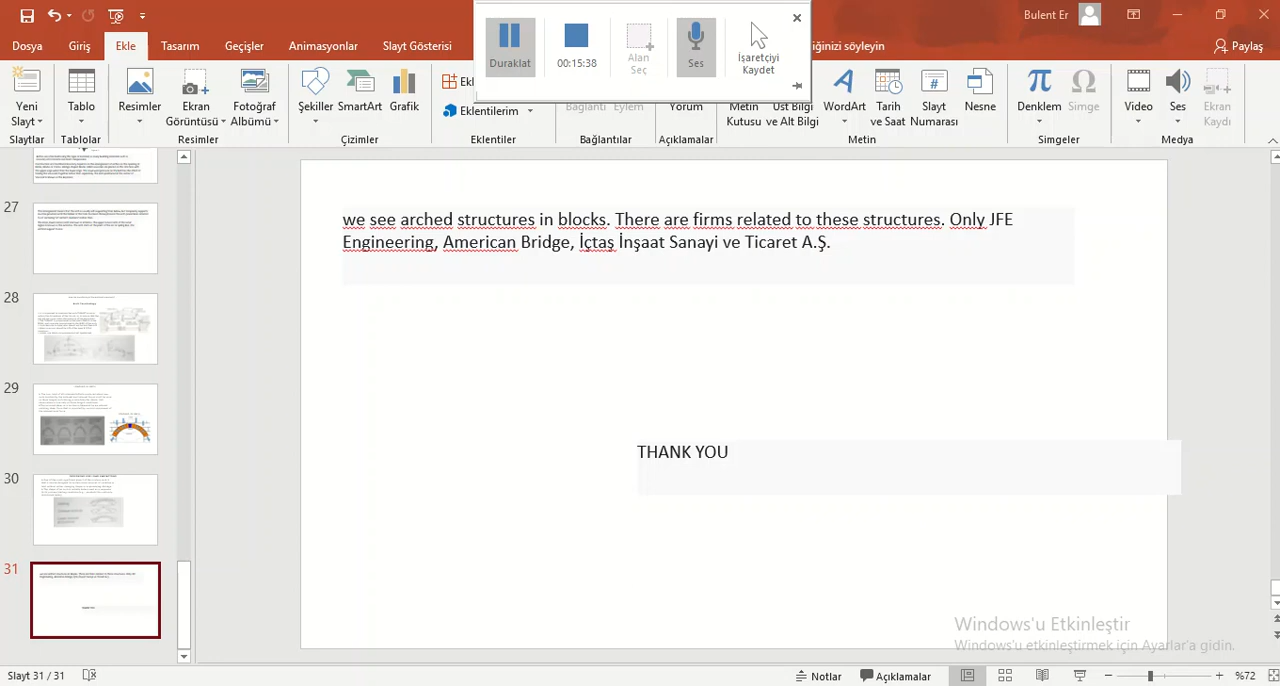 Bulent Er
Dosya Giriş Ekle Tasarım Geçişler Animasyonlar Slayt Gösterisi
iğinizi söyleyin
Paylaş
Duraklat
00:15:38
Alan
Seç
Ses
İşaretçiyi
Kaydet
Yeni
Slayt
Tablo
Resimler
Ekran
Görüntüsü
Fotoğraf
Albümü
Şekiller
SmartArt
Grafik
Ekl
Eklentilerim
Bağlantı
Eylem
Yorum
Metin
Kutusu
Üst Bilgi
ve Alt Bilgi
WordArt
Tarih
ve Saat
Slayt
Numarası
Nesne
Denklem
Simge
Video
Ses
Ekran
Kaydı
Slaytlar
Tablolar
Resimler
Çizimler
Eklentiler
Bağlantılar
Açıklamalar
Metin
Simgeler
Medya
27
28
29
30
31
we see arched structures in blocks. There are firms specific to these structures. Only JFE
Engineering, American Bridge, İçtaş İnşaat Sanayi ve Ticaret A.Ş.
THANK YOU
Windows'u Etkinleştir
Windows'u etkinleştirmek için Ayarlar'a gidin.
Slayt 31 / 31
Notlar
Açıklamalar
%72